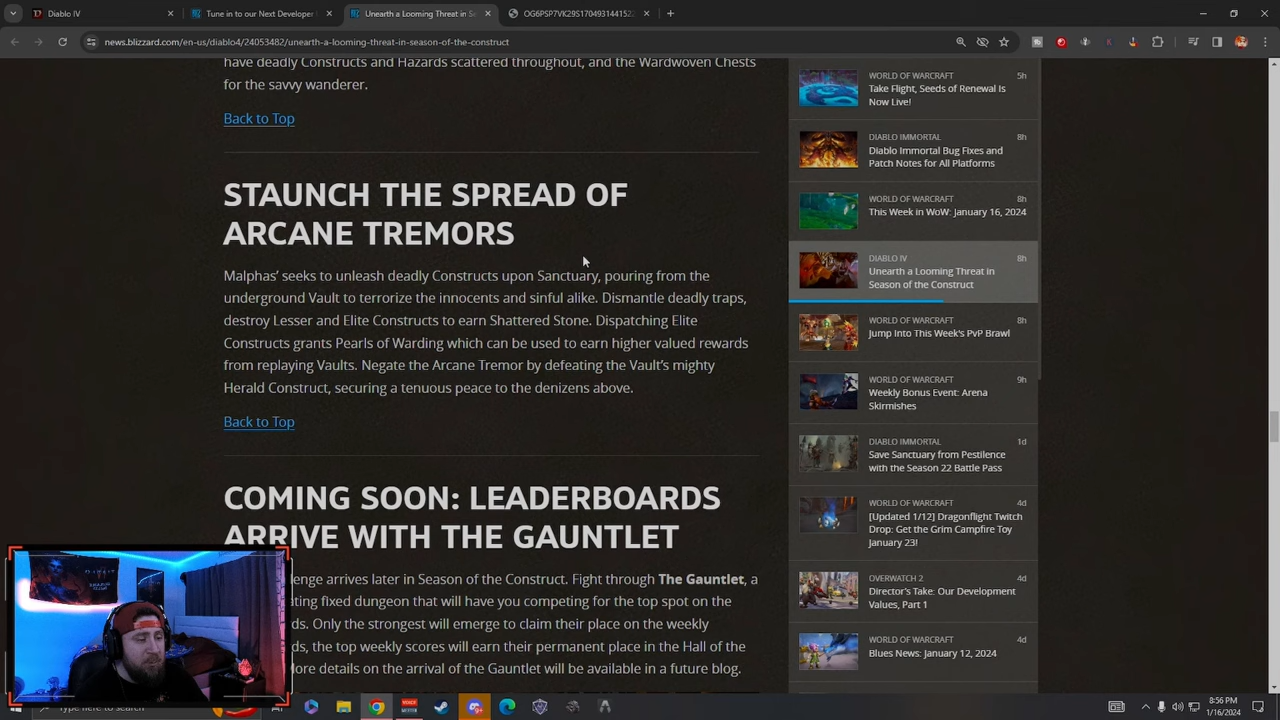 Diablo IV
Tune in to our Next Developer
Unearth a Looming Threat in Se
OG6PSP7VK29S1704931441522
news.blizzard.com/en-us/diablo4/24053482/unearth-a-looming-threat-in-season-of-the-construct
have deadly Constructs and Hazards scattered throughout, and the Wardwoven Chests
for the savvy wanderer.
Back to Top
STAUNCH THE SPREAD OF
ARCANE TREMORS
Malphas’ seeks to unleash deadly Constructs upon Sanctuary, pouring from the
underground Vault to terrorize the innocents and sinful alike. Dismantle deadly traps,
destroy Lesser and Elite Constructs to earn Shattered Stone. Dispatching Elite
Constructs grants Pearls of Warding which can be used to earn higher valued rewards
from replaying Vaults. Negate the Arcane Tremor by defeating the Vault’s mighty
Herald Construct, securing a tenuous peace to the denizens above.
Back to Top
COMING SOON: LEADERBOARDS
ARRIVE WITH THE GAUNTLET
lenge arrives later in Season of the Construct. Fight through The Gauntlet, a
ating fixed dungeon that will have you competing for the top spot on the
ds. Only the strongest will emerge to claim their place on the weekly
ds, the top weekly scores will earn their permanent place in the Hall of the
ore details on the arrival of the Gauntlet will be available in a future blog.
WORLD OF WARCRAFT 5h
Take Flight, Seeds of Renewal Is
Now Live!
DIABLO IMMORTAL 8h
Diablo Immortal Bug Fixes and
Patch Notes for All Platforms
WORLD OF WARCRAFT 8h
This Week in WoW: January 16, 2024
DIABLO IV 8h
Unearth a Looming Threat in
Season of the Construct
WORLD OF WARCRAFT 8h
Jump Into This Week's PvP Brawl
WORLD OF WARCRAFT 9h
Weekly Bonus Event: Arena
Skirmishes
DIABLO IMMORTAL 1d
Save Sanctuary from Pestilence
with the Season 22 Battle Pass
WORLD OF WARCRAFT 4d
[Updated 1/12] Dragonflight Twitch
Drop: Get the Grim Campfire Toy
January 23!
OVERWATCH 2 4d
Director’s Take: Our Development
Values, Part 1
WORLD OF WARCRAFT 4d
Blues News: January 12, 2024
Type here to search
8:56 PM
1/16/2024